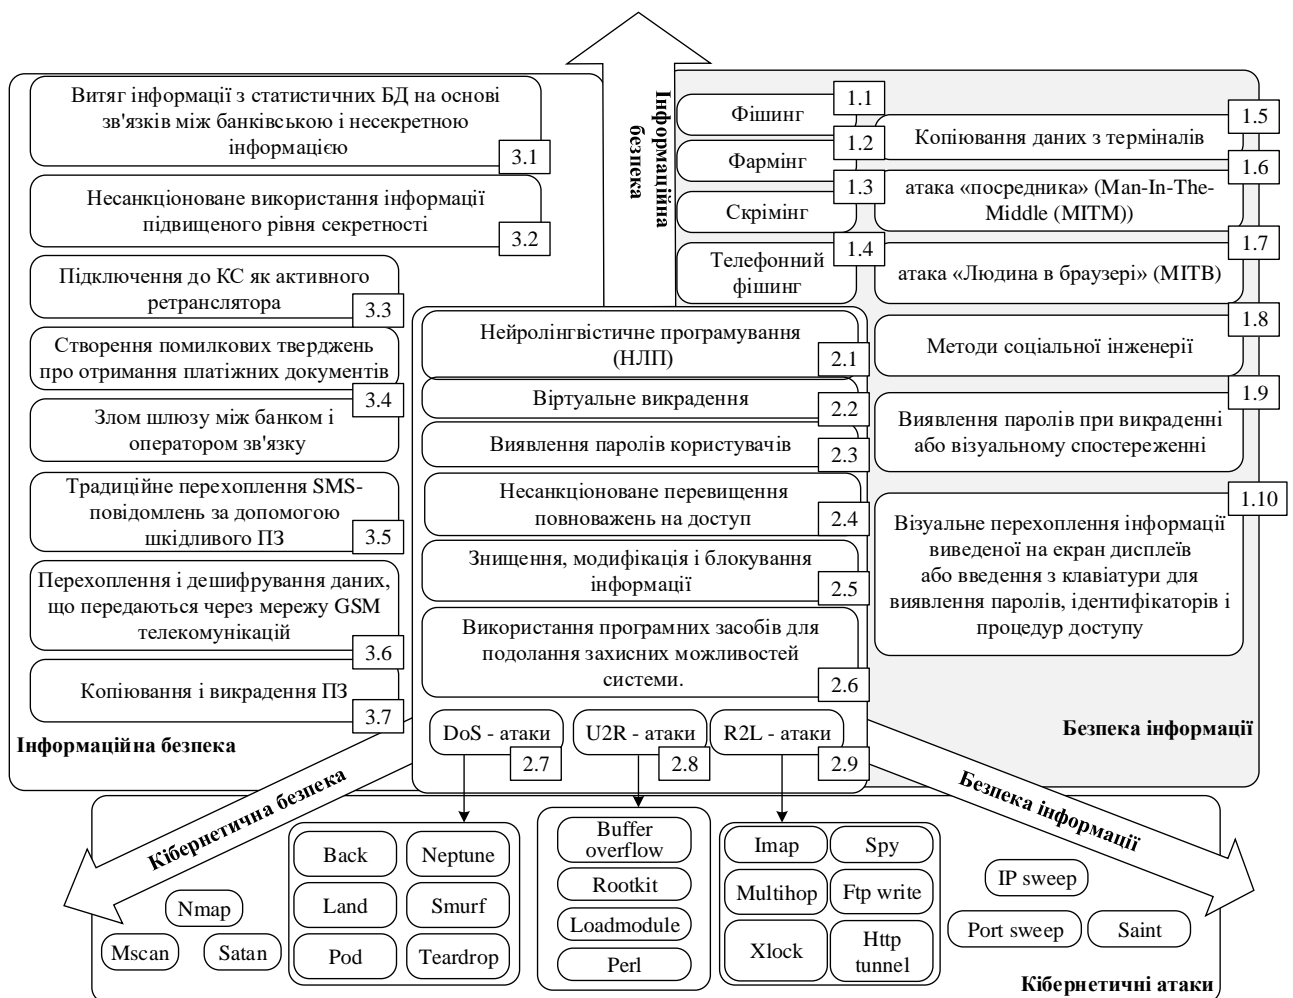 Витяг інформації з статистичних БД на основі
зв'язків між банківською і несекретною
інформацією
3.1
Несанкціоноване використання інформації
підвищеного рівня секретності
3.2
Підключення до КС як активного
ретранслятора
3.3
Створення помилкових тверджень
про отримання платіжних документів
3.4
Злом шлюзу між банком і
оператором зв'язку
Традиційне перехоплення SMS-
повідомлень за допомогою
шкідливого ПЗ
3.5
Перехоплення і дешифрування даних,
що передаються через мережу GSM
телекомунікацій
3.6
Копіювання і викрадення ПЗ
3.7
Інформаційна безпека
Інформаційна
безпека
Нейролінгвістичне програмування
(НЛП)
2.1
Віртуальне викрадення
2.2
Виявлення паролів користувачів
2.3
Несанкціоноване перевищення
повноважень на доступ
2.4
Знищення, модифікація і блокування
інформації
2.5
Використання програмних засобів для
подолання захисних можливостей
системи.
2.6
DoS - атаки
2.7
U2R - атаки
2.8
R2L - атаки
2.9
Фішинг
1.1
Фармінг
1.2
Скрімінг
1.3
Телефонний
фішинг
1.4
Копіювання даних з терміналів
1.5
атака «посредника» (Man-In-The-
Middle (MITM))
1.6
атака «Людина в браузері» (MITB)
1.7
Методи соціальної інженерії
1.8
Виявлення паролів при викраденні
або візуальному спостереженні
1.9
Візуальне перехоплення інформації
виведеної на екран дисплеїв
або введення з клавіатури для
виявлення паролів, ідентифікаторів і
процедур доступу
1.10
Безпека інформації
Кібернетична безпека
Безпека інформації
Nmap
Mscan
Satan
Back
Neptune
Land
Smurf
Pod
Teardrop
Buffer
overflow
Rootkit
Loadmodule
Perl
Imap
Spy
Multihop
Ftp write
Xlock
Http
tunnel
IP sweep
Port sweep
Saint
Кібернетичні атаки